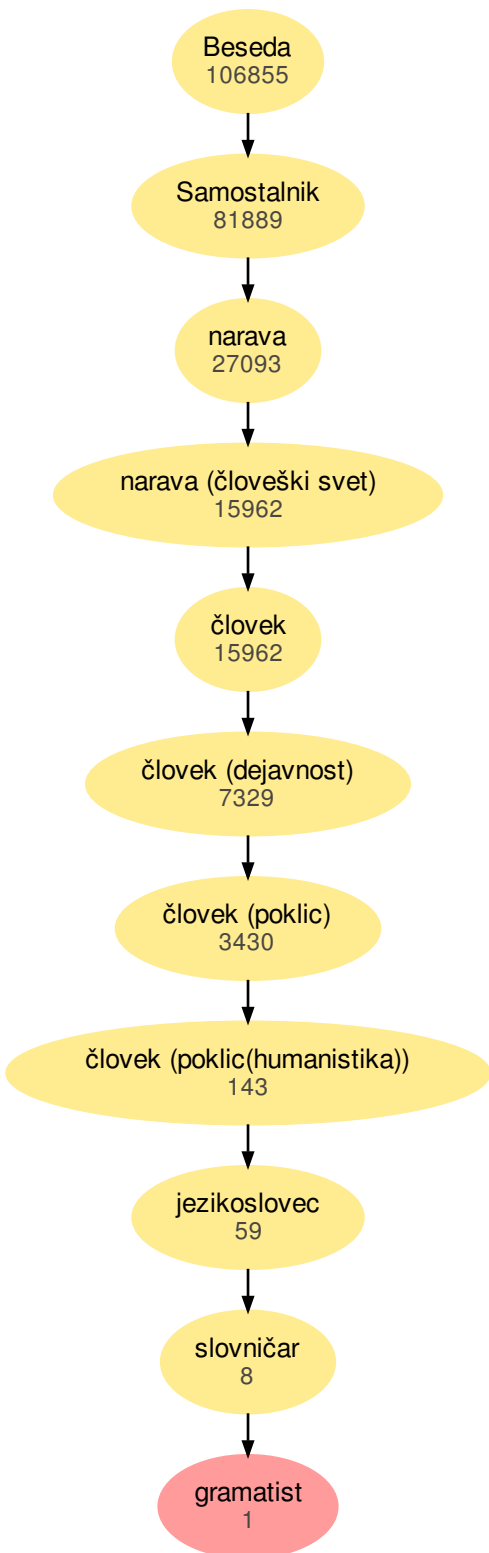 Beseda
106855
Samostalnik
81889
narava
27093
narava (človeški svet)
15962
človek
15962
človek (dejavnost)
7329
človek (poklic)
3430
človek (poklic(humanistika))
143
jezikoslovec
59
slovničar
8
gramatist
1